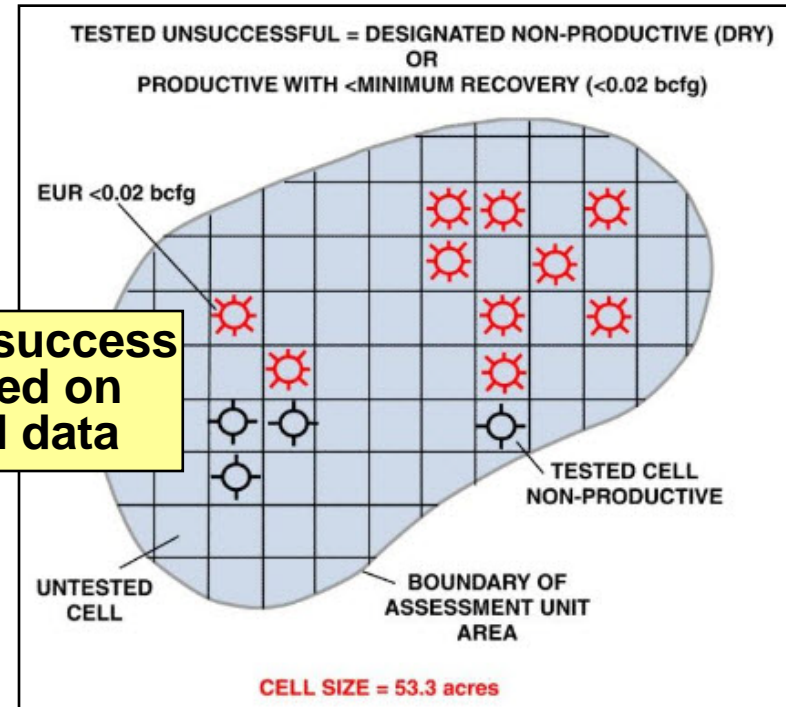 TESTED UNSUCCESSFUL = DESIGNATED NON-PRODUCTIVE (DRY)
OR
PRODUCTIVE WITH <MINIMUM RECOVERY (<0.02 bcfg)
EUR <0.02 bcfg
success
ed on
data
TESTED CELL
NON-PRODUCTIVE
UNTESTED
CELL
BOUNDARY OF
ASSESSMENT UNIT
AREA
CELL SIZE = 53.3 acres